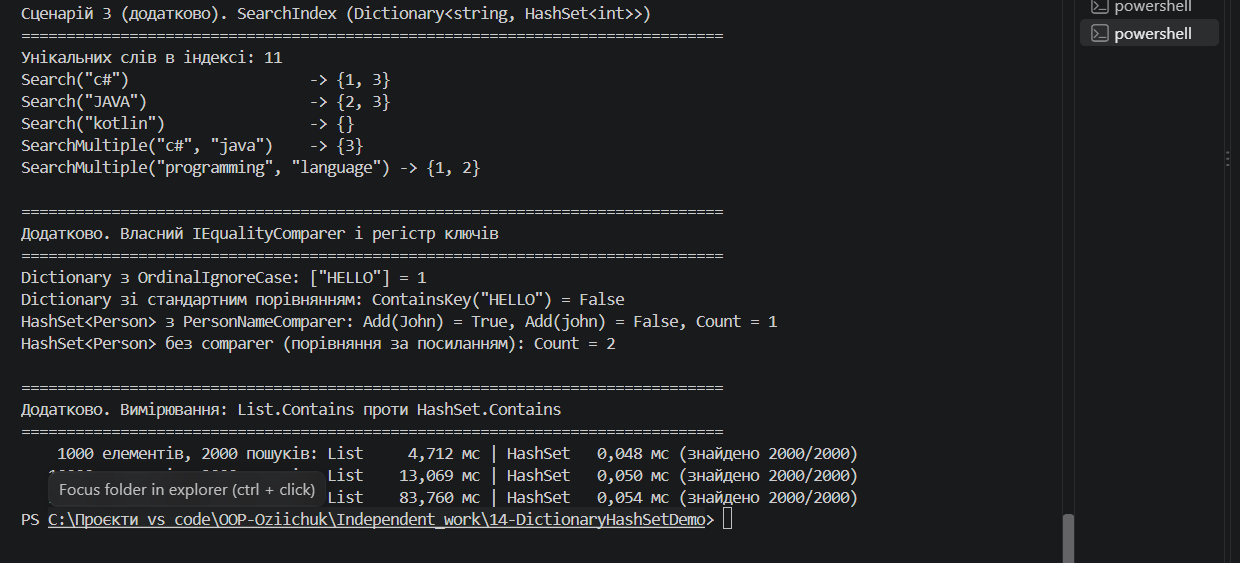 Сценарій 3 (додатково). SearchIndex (Dictionary<string, HashSet<int>>)
==============================================================================
Унікальних слів в індексі: 11
Search("c#")                    -> {1, 3}
Search("JAVA")                  -> {2, 3}
Search("kotlin")                -> {}
SearchMultiple("c#", "java")    -> {3}
SearchMultiple("programming", "language") -> {1, 2}
==============================================================================
Додатково. Власний IEqualityComparer і регістр ключів
==============================================================================
Dictionary з OrdinalIgnoreCase: ["HELLO"] = 1
Dictionary зі стандартним порівнянням: ContainsKey("HELLO") = False
HashSet<Person> з PersonNameComparer: Add(John) = True, Add(john) = False, Count = 1
HashSet<Person> без comparer (порівняння за посиланням): Count = 2
==============================================================================
Додатково. Вимірювання: List.Contains проти HashSet.Contains
==============================================================================
1000 елементів, 2000 пошуків: List     4,712 мс | HashSet   0,048 мс (знайдено 2000/2000)
List    13,069 мс | HashSet   0,050 мс (знайдено 2000/2000)
Focus folder in explorer (ctrl + click)
List    83,760 мс | HashSet   0,054 мс (знайдено 2000/2000)
PS C:\Проєкти vs code\OOP-Oziichuk\Independent_work\14-DictionaryHashSetDemo>
powershell
powershell